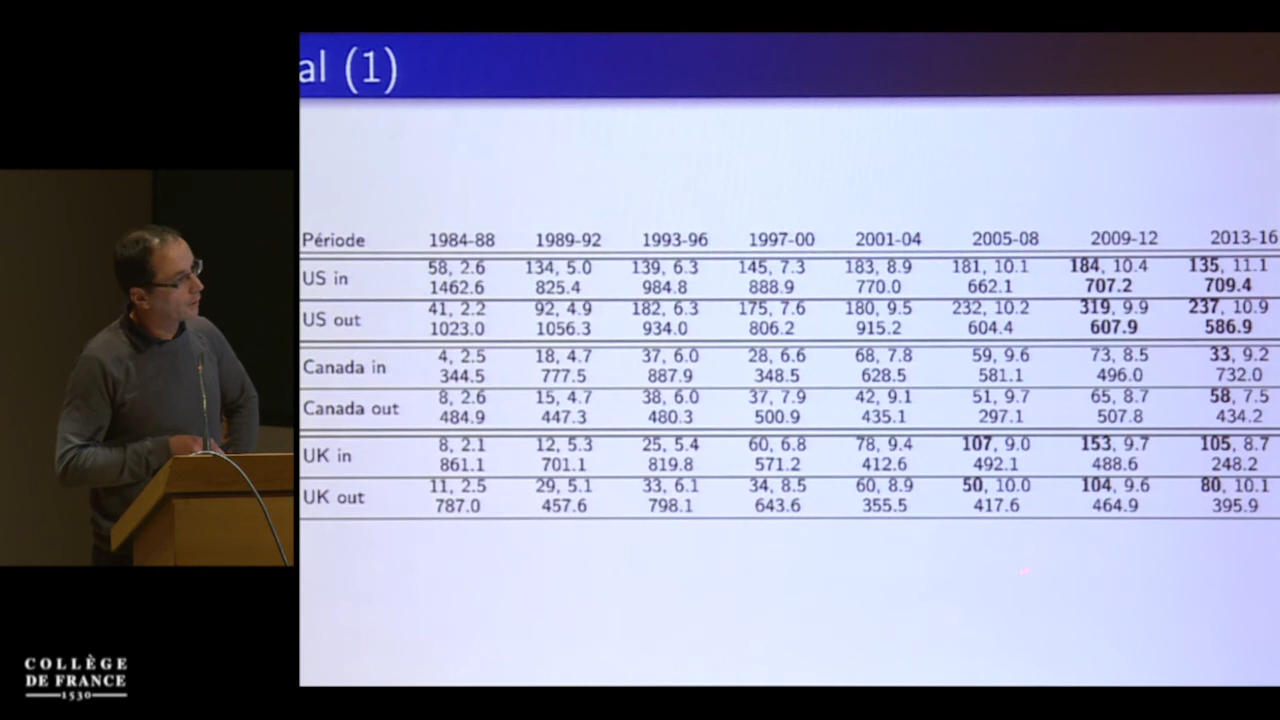 al (1)
Période 1984-88 1989-92 1993-96 1997-00 2001-04 2005-08 2009-12 2013-16
US in 58, 2.6 134, 5.0 139, 6.3 145, 7.3 183, 8.9 181, 10.1 184, 10.4 135, 11.1
1462.6 825.4 984.8 888.9 770.0 662.1 707.2 709.4
US out 41, 2.2 92, 4.9 182, 6.3 175, 7.6 180, 9.5 232, 10.2 319, 9.9 237, 10.9
1023.0 1056.3 934.0 806.2 915.2 604.4 607.9 586.9
Canada in 4, 2.5 18, 4.7 37, 6.0 28, 6.6 68, 7.8 59, 9.6 73, 8.5 33, 9.2
344.5 777.5 887.9 348.5 628.5 581.1 496.0 732.0
Canada out 8, 2.6 15, 4.7 38, 6.0 37, 7.9 42, 9.1 51, 9.7 65, 8.7 58, 7.5
484.9 447.3 480.3 500.9 435.1 297.1 507.8 434.2
UK in 8, 2.1 12, 5.3 25, 5.4 60, 6.8 78, 9.4 107, 9.0 153, 9.7 105, 8.7
861.1 701.1 819.8 571.2 412.6 492.1 488.6 248.2
UK out 11, 2.5 29, 5.1 33, 6.1 34, 8.5 60, 8.9 50, 10.0 104, 9.6 80, 10.1
787.0 457.6 798.1 643.6 355.5 417.6 464.9 395.9
COLLÈGE
DE FRANCE
1530